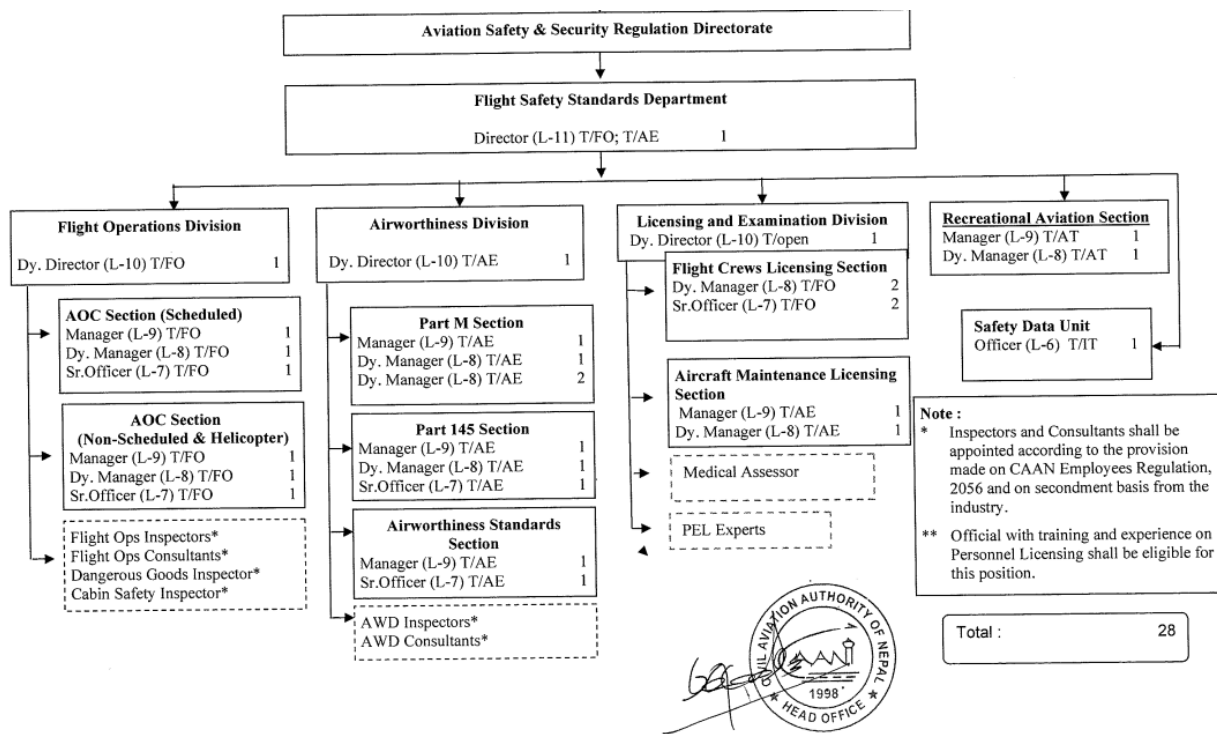 Aviation Safety & Security Regulation Directorate
Flight Safety Standards Department
Director (L-11) T/FO; T/AE 1
Flight Operations Division
Dy. Director (L-10) T/FO 1
AOC Section (Scheduled)
Manager (L-9) T/FO 1
Dy. Manager (L-8) T/FO 1
Sr.Officer (L-7) T/FO 1
AOC Section
(Non-Scheduled & Helicopter)
Manager (L-9) T/FO 1
Dy. Manager (L-8) T/FO 1
Sr.Officer (L-7) T/FO 1
Flight Ops Inspectors*
Flight Ops Consultants*
Dangerous Goods Inspector*
Cabin Safety Inspector*
Airworthiness Division
Dy. Director (L-10) T/AE 1
Part M Section
Manager (L-9) T/AE 1
Dy. Manager (L-8) T/AE 1
Dy. Manager (L-8) T/AE 2
Part 145 Section
Manager (L-9) T/AE 1
Dy. Manager (L-8) T/AE 1
Sr.Officer (L-7) T/AE 1
Airworthiness Standards
Section
Manager (L-9) T/AE 1
Sr.Officer (L-7) T/AE 1
AWD Inspectors*
AWD Consultants*
Licensing and Examination Division
Dy. Director (L-10) T/open 1
Flight Crews Licensing Section
Dy. Manager (L-8) T/FO 2
Sr.Officer (L-7) T/FO 2
Aircraft Maintenance Licensing
Section
Manager (L-9) T/AE 1
Dy. Manager (L-8) T/AE 1
Medical Assessor
PEL Experts
Recreational Aviation Section
Manager (L-9) T/AT 1
Dy. Manager (L-8) T/AT 1
Safety Data Unit
Officer (L-6) T/IT 1
Note :
* Inspectors and Consultants shall be
appointed according to the provision
made on CAAN Employees Regulation,
2056 and on secondment basis from the
industry.
** Official with training and experience on
Personnel Licensing shall be eligible for
this position.
Total : 28
CIVIL AVIATION AUTHORITY OF NEPAL
CAAN
1998
★ HEAD OFFICE ★